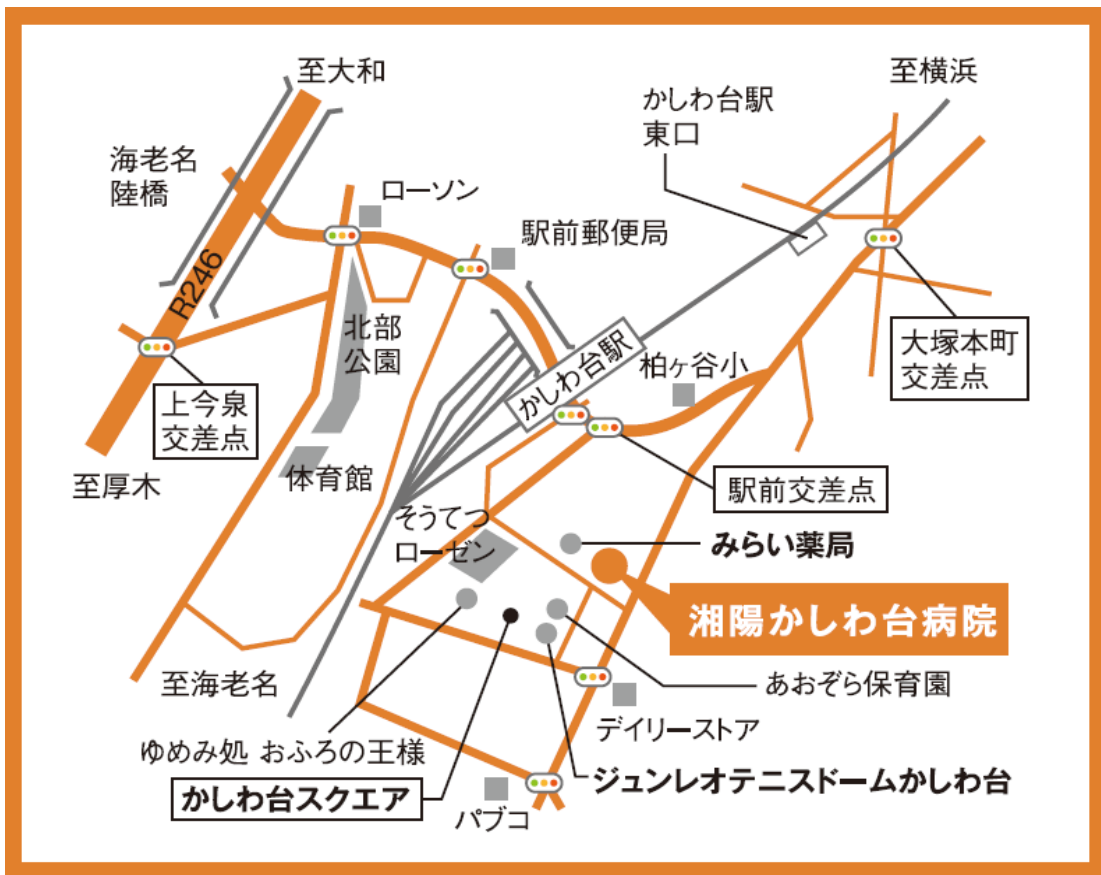 至大和
至横浜
かしわ台駅
東口
海老名
陸橋
ローソン
駅前郵便局
R246
北部
公園
かしわ台駅
柏ヶ谷小
大塚本町
交差点
上今泉
交差点
至厚木
体育館
駅前交差点
そうてつ
ローゼン
みらい薬局
湘陽かしわ台病院
至海老名
あおぞら保育園
デイリーストア
ゆめみ処 おふろの王様
ジュンレオテニスドームかしわ台
かしわ台スクエア
パブコ